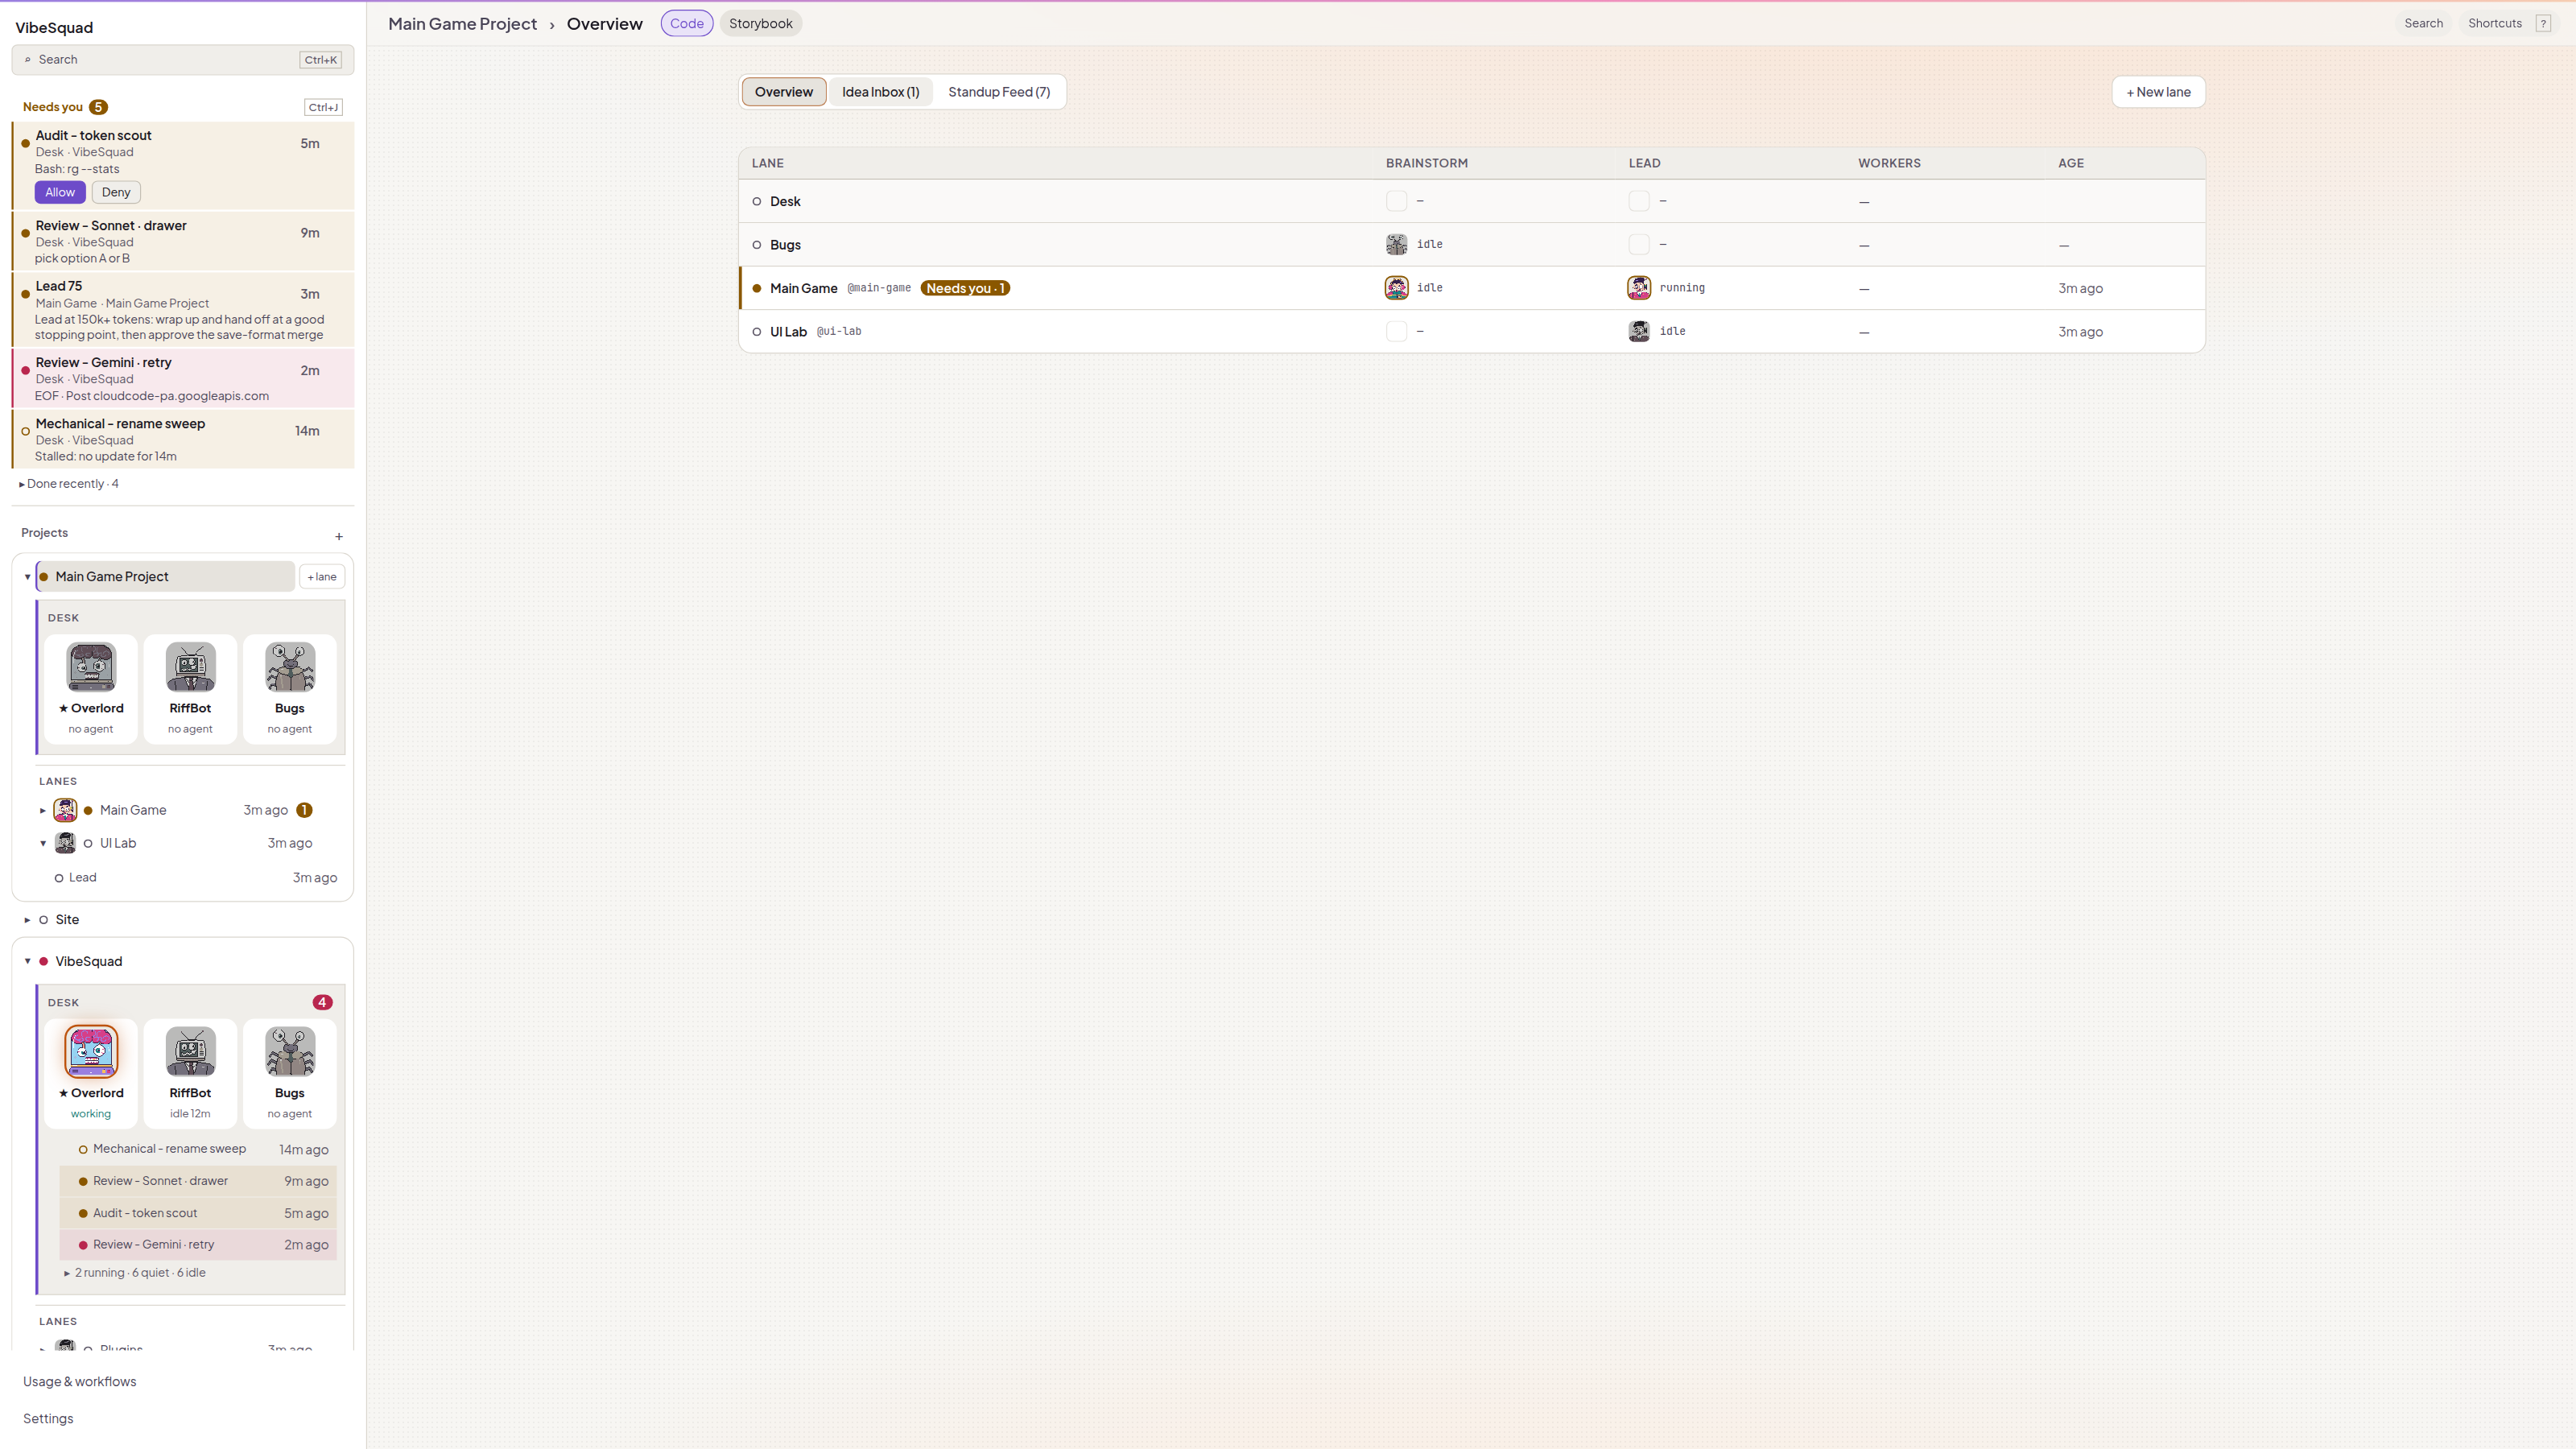 VibeSquad
Search Ctrl+K
Needs you 5 Ctrl+J
Audit – token scout 5m
Desk · VibeSquad
Bash: rg --stats
Allow Deny
Review – Sonnet · drawer 9m
Desk · VibeSquad
pick option A or B
Lead 75 3m
Main Game · Main Game Project
Lead at 150k+ tokens: wrap up and hand off at a good
stopping point, then approve the save-format merge
Review – Gemini · retry 2m
Desk · VibeSquad
EOF · Post cloudcode-pa.googleapis.com
Mechanical – rename sweep 14m
Desk · VibeSquad
Stalled: no update for 14m
▸ Done recently · 4
Projects +
▾ Main Game Project + lane
DESK
★ Overlord RiffBot Bugs
no agent no agent no agent
LANES
▸ Main Game 3m ago 1
▾ UI Lab 3m ago
Lead 3m ago
▸ Site
▾ VibeSquad
DESK 4
★ Overlord RiffBot Bugs
working idle 12m no agent
Mechanical – rename sweep 14m ago
Review – Sonnet · drawer 9m ago
Audit – token scout 5m ago
Review – Gemini · retry 2m ago
▸ 2 running · 6 quiet · 6 idle
LANES
▸ Plugins 3m ago
Usage & workflows
Settings
Main Game Project › Overview Code Storybook Search Shortcuts ?
Overview Idea Inbox (1) Standup Feed (7) + New lane
LANE BRAINSTORM LEAD WORKERS AGE
Desk – – —
Bugs idle – — —
Main Game @main-game Needs you · 1 idle running — 3m ago
UI Lab @ui-lab – idle — 3m ago